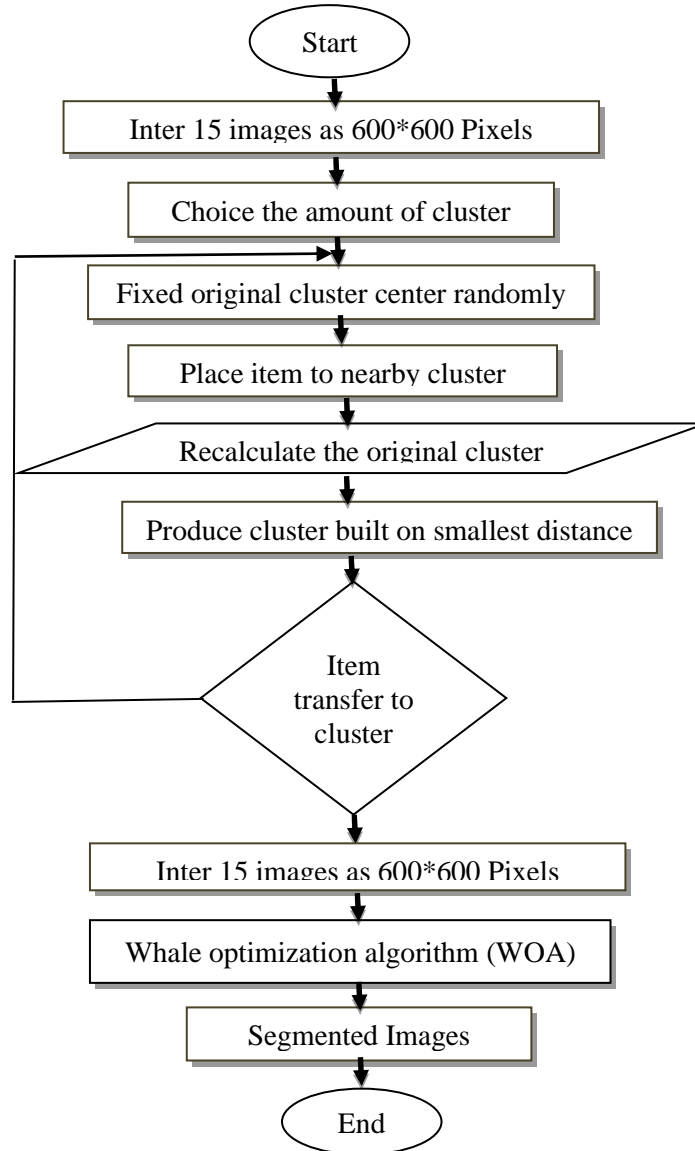 Start
Inter 15 images as 600*600 Pixels
Choice the amount of cluster
Fixed original cluster center randomly
Place item to nearby cluster
Recalculate the original cluster
Produce cluster built on smallest distance
Item
transfer to
cluster
Inter 15 images as 600*600 Pixels
Whale optimization algorithm (WOA)
Segmented Images
End